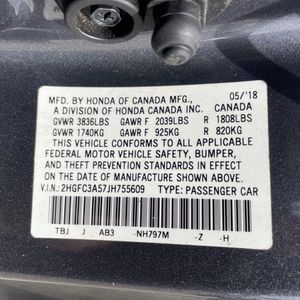 MFD. BY HONDA OF CANADA MFG., 05/'18
A DIVISION OF HONDA CANADA INC. CANADA
GVWR 3836LBS GAWR F 2039LBS R 1808LBS
GVWR 1740KG GAWR F 925KG R 820KG
THIS VEHICLE CONFORMS TO ALL APPLICABLE
FEDERAL MOTOR VEHICLE SAFETY, BUMPER,
AND THEFT PREVENTION STANDARDS IN EFFECT
ON THE DATE OF MANUFACTURE SHOWN ABOVE.
V.I.N.: 2HGFC3A57JH755609 TYPE: PASSENGER CAR
TBJ J AB3 -NH797M -Z -H